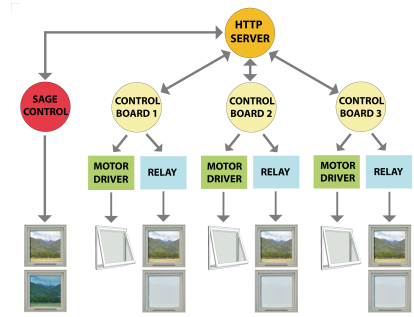 HTTP
SERVER
SAGE
CONTROL
CONTROL
BOARD 1
CONTROL
BOARD 2
CONTROL
BOARD 3
MOTOR
DRIVER
RELAY
MOTOR
DRIVER
RELAY
MOTOR
DRIVER
RELAY